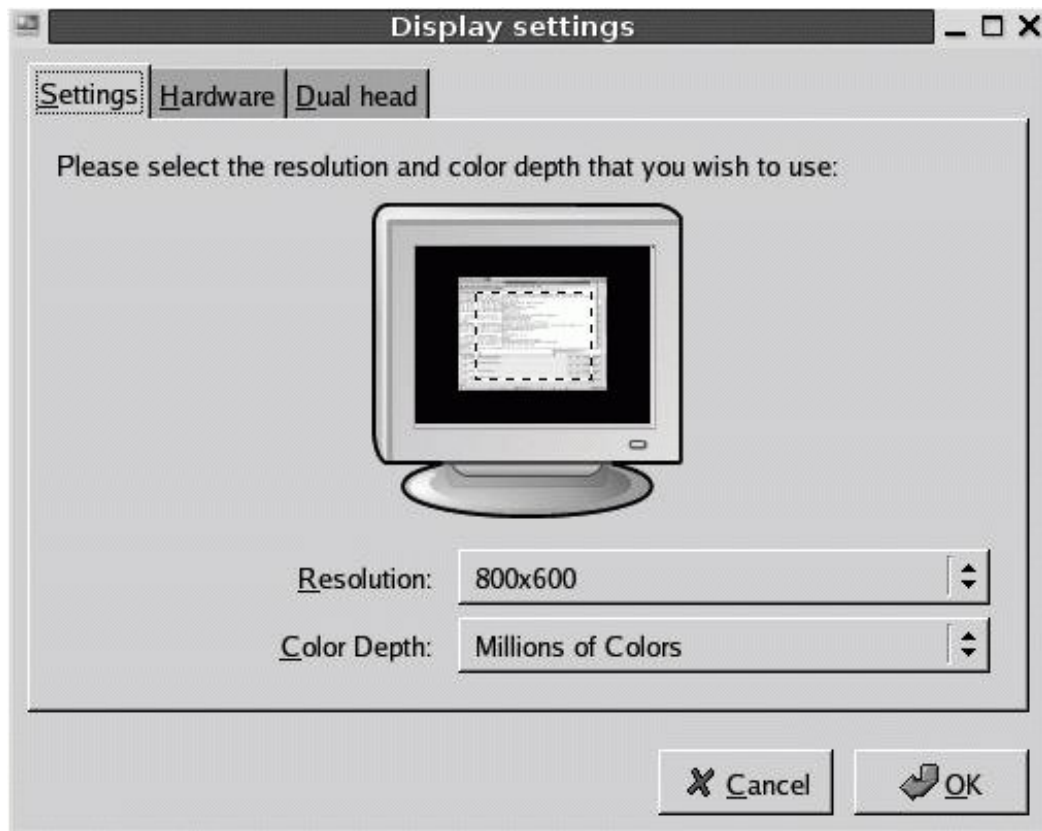 Display settings
Settings Hardware Dual head
Please select the resolution and color depth that you wish to use:
Resolution: 800x600
Color Depth: Millions of Colors
Cancel OK